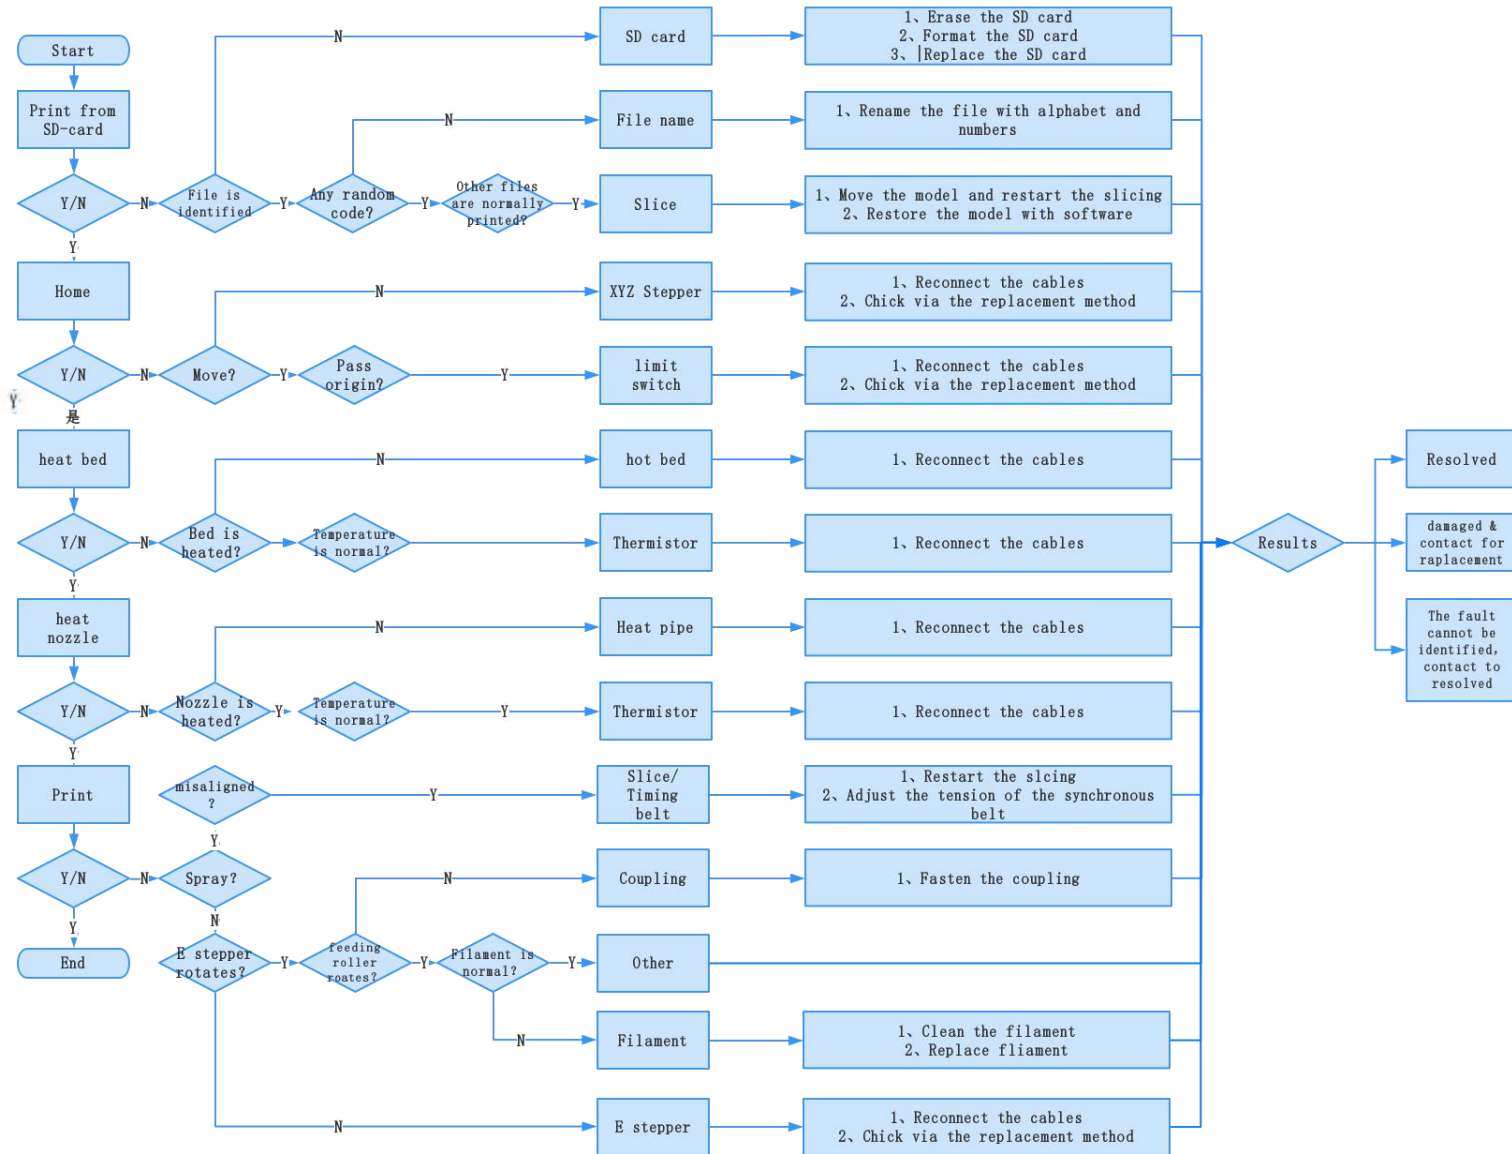 Start
Print from
SD-card
Y/N
N
File is
identified
N
SD card
1、Erase the SD card
2、Format the SD card
3、|Replace the SD card
Y
Any random
code?
N
File name
1、Rename the file with alphabet and
numbers
Y
Other files
are normally
printed?
Y
Slice
1、Move the model and restart the slicing
2、Restore the model with software
Y
Home
Y/N
N
Move?
N
XYZ Stepper
1、Reconnect the cables
2、Chick via the replacement method
Y
Pass
origin?
Y
limit
switch
1、Reconnect the cables
2、Chick via the replacement method
Y
是
heat bed
Y/N
N
Bed is
heated?
N
hot bed
1、Reconnect the cables
Temperature
is normal?
Thermistor
1、Reconnect the cables
Y
heat
nozzle
Y/N
N
Nozzle is
heated?
N
Heat pipe
1、Reconnect the cables
Y
Temperature
is normal?
Y
Thermistor
1、Reconnect the cables
Y
Print
Y/N
N
Spray?
Y
misaligned
?
Y
Slice/
Timing
belt
1、Restart the slcing
2、Adjust the tension of the synchronous
belt
N
E stepper
rotates?
Y
feeding
roller
roates?
N
Coupling
1、Fasten the coupling
Y
Filament is
normal?
Y
Other
N
Filament
1、Clean the filament
2、Replace fliament
N
E stepper
1、Reconnect the cables
2、Chick via the replacement method
Y
End
Results
Resolved
damaged &
contact for
raplacement
The fault
cannot be
identified,
contact to
resolved